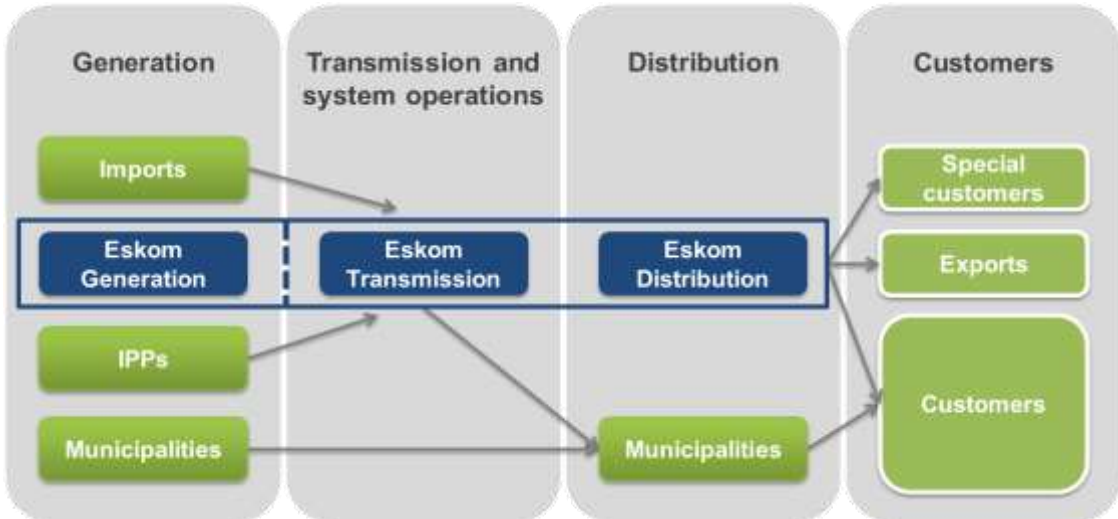 Generation
Transmission and
system operations
Distribution
Customers
Imports
Special
customers
Eskom
Generation
Eskom
Transmission
Eskom
Distribution
Exports
IPPs
Customers
Municipalities
Municipalities